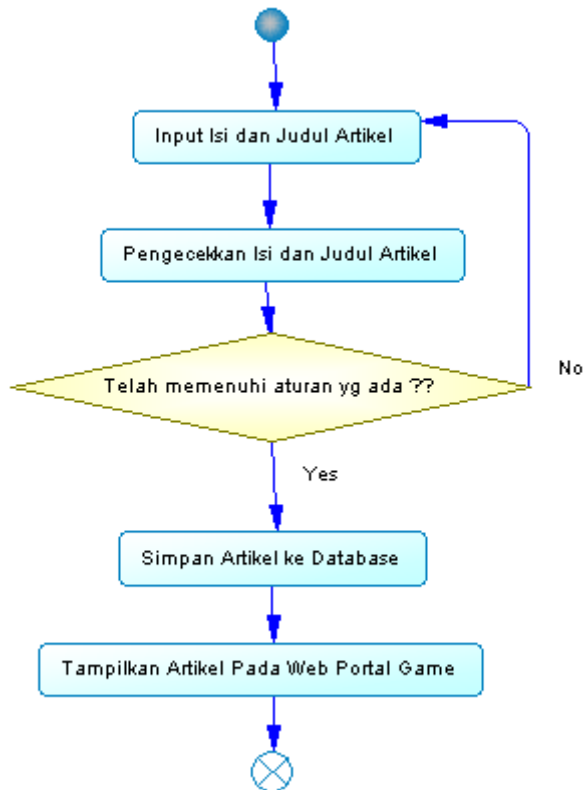 Input Isi dan Judul Artikel
Pengecekkan Isi dan Judul Artikel
Telah memenuhi aturan yg ada ??
No
Yes
Simpan Artikel ke Database
Tampilkan Artikel Pada Web Portal Game